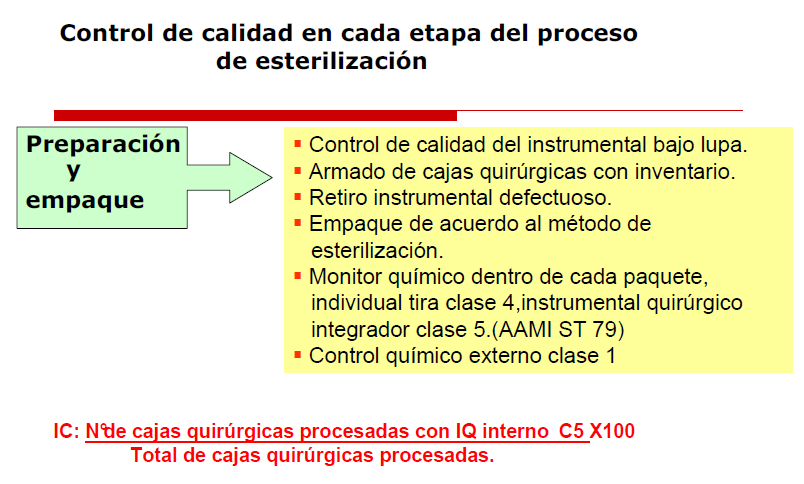 Control de calidad en cada etapa del proceso
de esterilización
Preparación
y
empaque
▪ Control de calidad del instrumental bajo lupa.
▪ Armado de cajas quirúrgicas con inventario.
▪ Retiro instrumental defectuoso.
▪ Empaque de acuerdo al método de
esterilización.
▪ Monitor químico dentro de cada paquete,
individual tira clase 4,instrumental quirúrgico
integrador clase 5.(AAMI ST 79)
▪ Control químico externo clase 1
IC: N°de cajas quirúrgicas procesadas con IQ interno C5 X100
Total de cajas quirúrgicas procesadas.